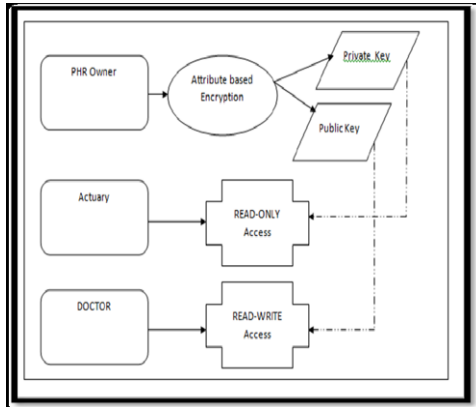 PHR Owner
Attribute based
Encryption
Private Key
Public Key
Actuary
READ-ONLY
Access
DOCTOR
READ-WRITE
Access